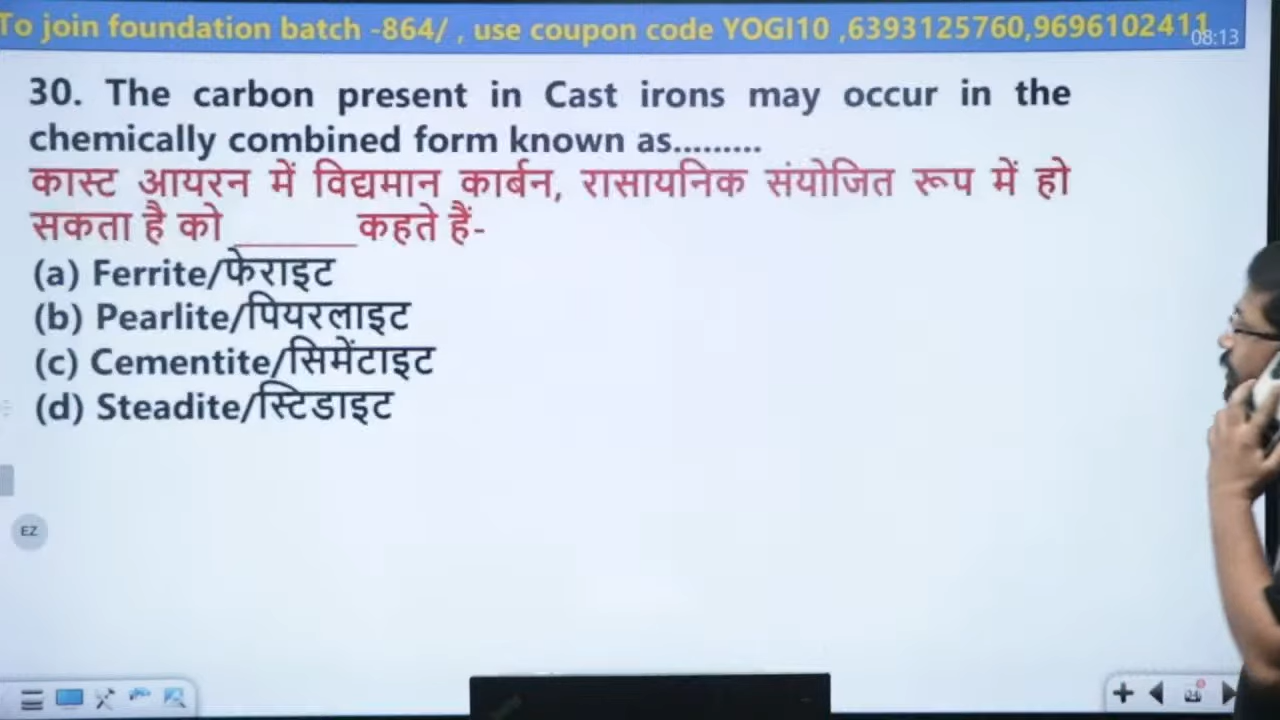 To join foundation batch -864/ , use coupon code YOGI10 ,6393125760,9696102411
08:13
30. The carbon present in Cast irons may occur in the
chemically combined form known as.........
कास्ट आयरन में विद्यमान कार्बन, रासायनिक संयोजित रूप में हो
सकता है को ______ कहते हैं-
(a) Ferrite/फेराइट
(b) Pearlite/पियरलाइट
(c) Cementite/सिमेंटाइट
(d) Steadite/स्टिडाइट
EZ